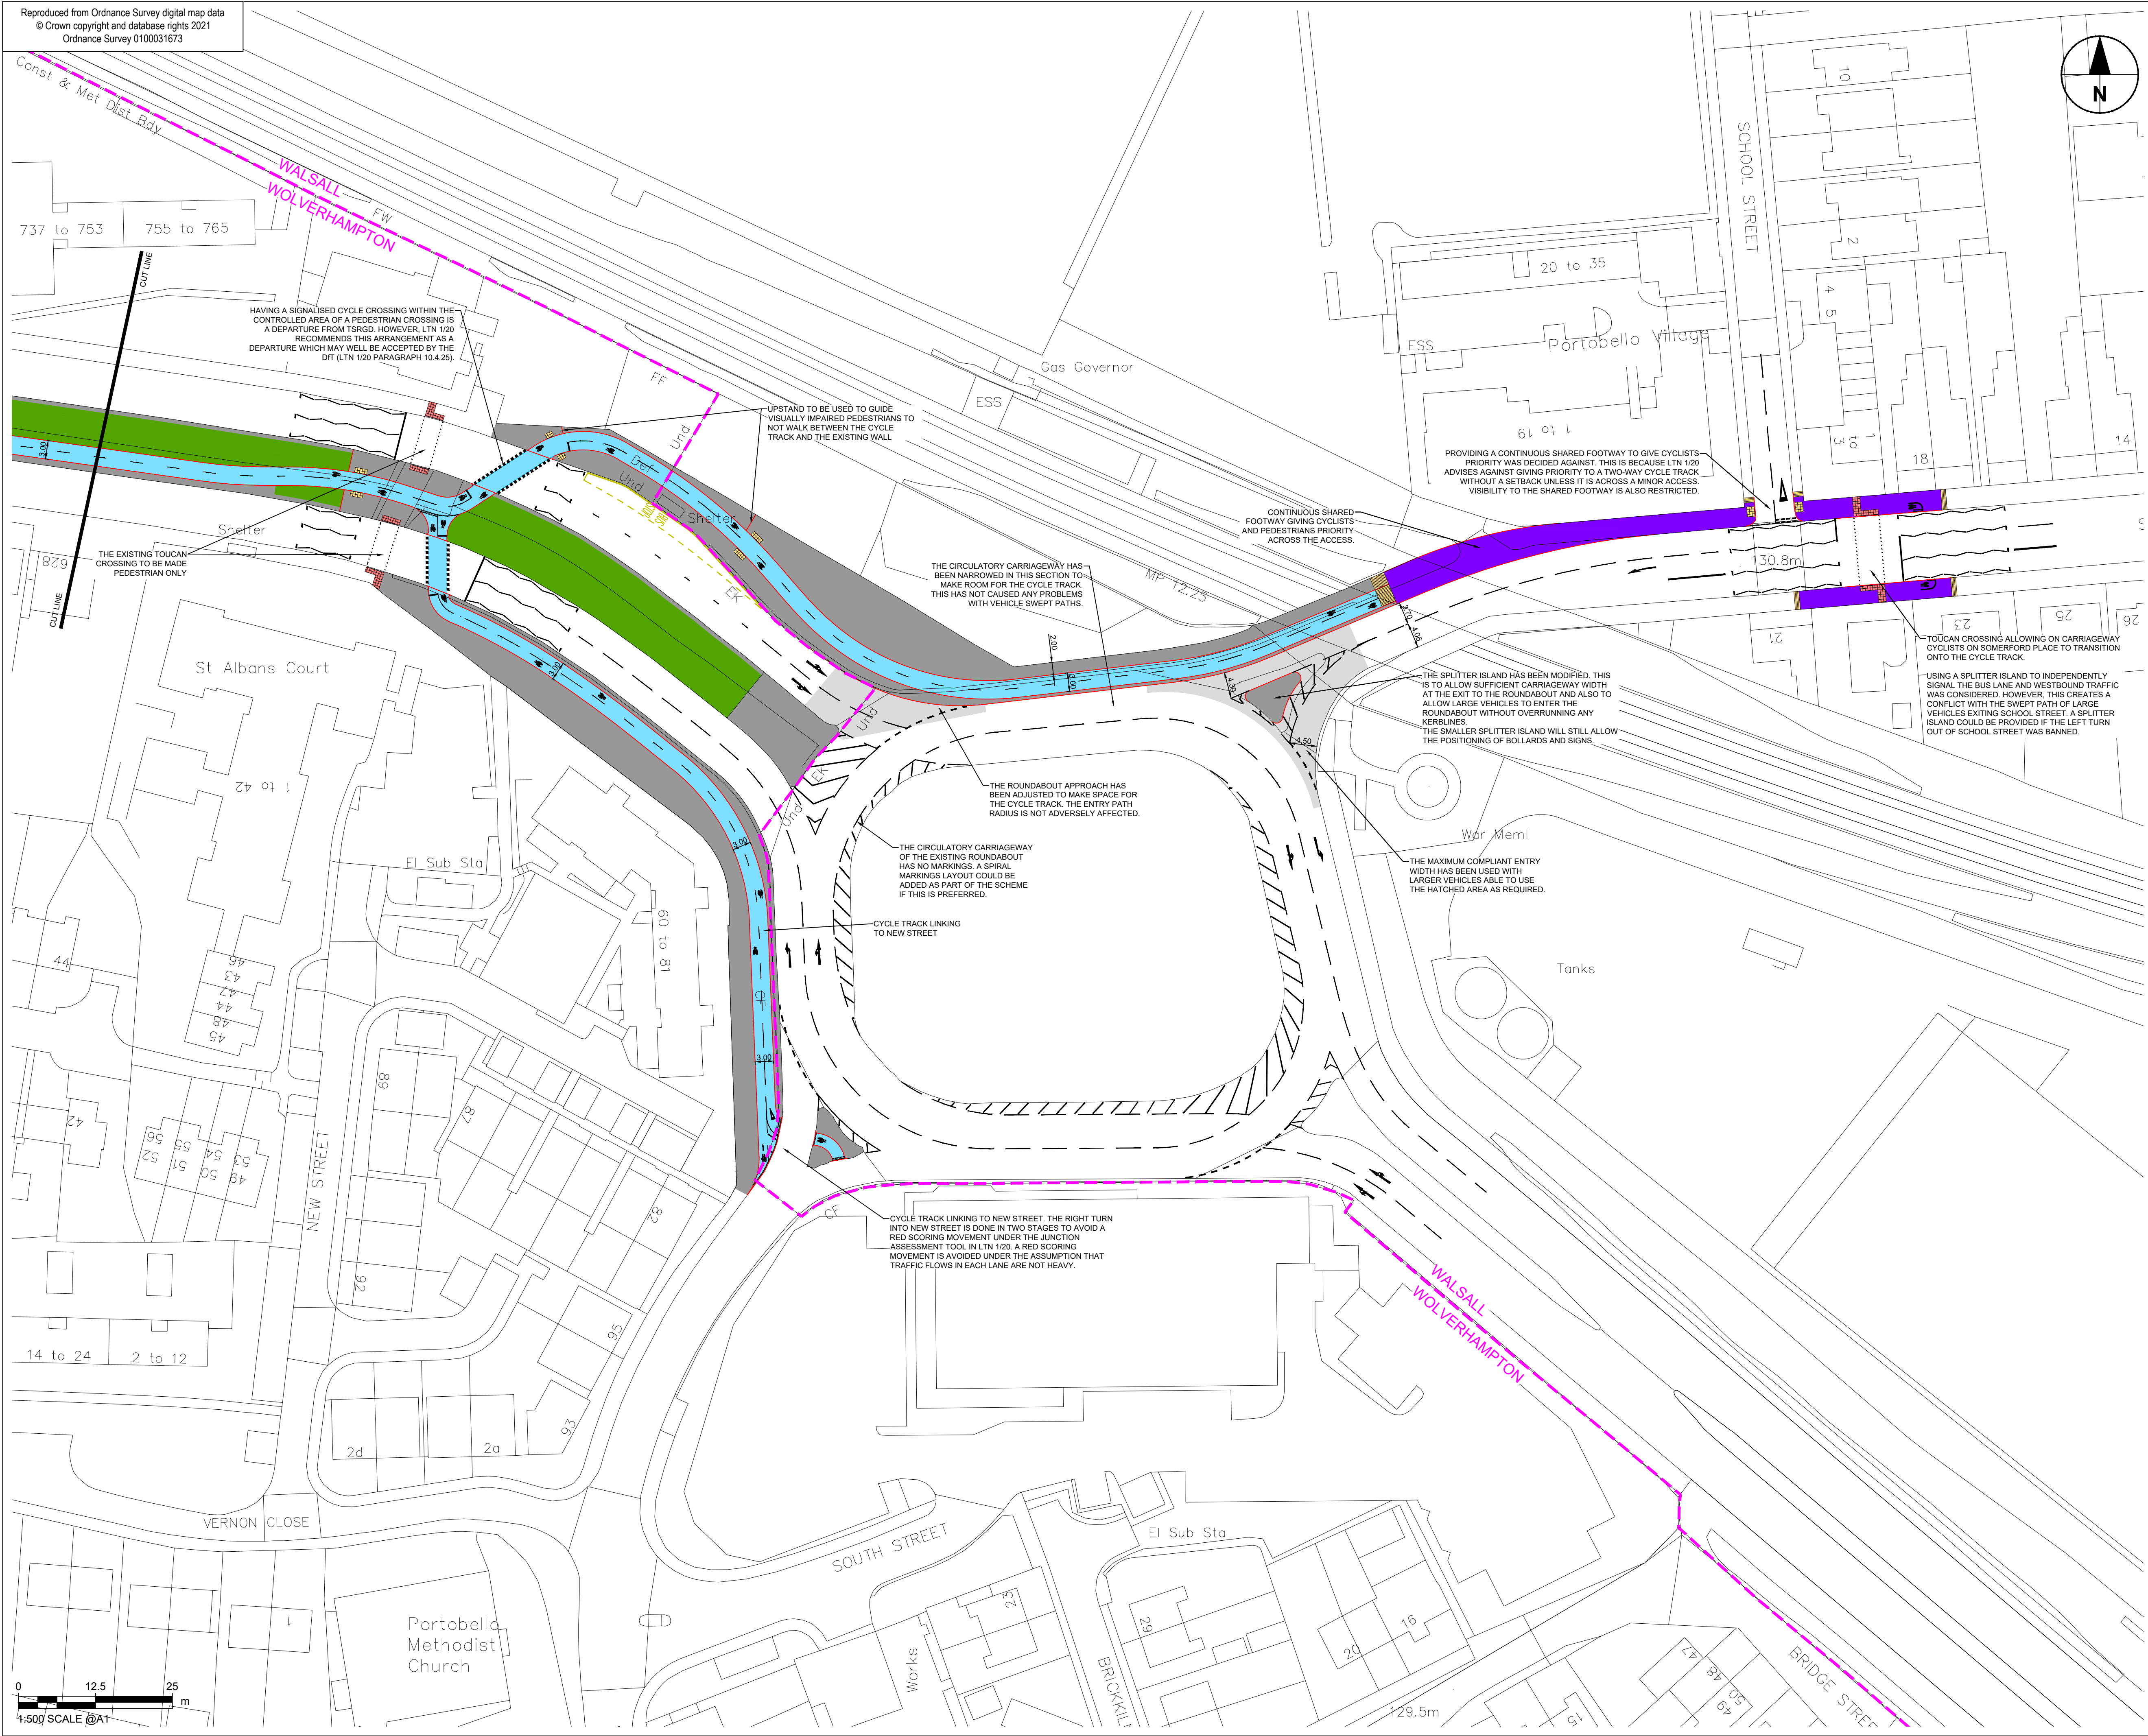 Reproduced from Ordnance Survey digital map data
© Crown copyright and database rights 2021
Ordnance Survey 0100031673
N
Const & Met Dist Bdy
WALSALL
WOLVERHAMPTON
FW
737 to 753
755 to 765
CUT LINE
CUT LINE
HAVING A SIGNALISED CYCLE CROSSING WITHIN THE
CONTROLLED AREA OF A PEDESTRIAN CROSSING IS
A DEPARTURE FROM TSRGD. HOWEVER, LTN 1/20
RECOMMENDS THIS ARRANGEMENT AS A
DEPARTURE WHICH MAY WELL BE ACCEPTED BY THE
DfT (LTN 1/20 PARAGRAPH 10.4.25).
FF
Und
Def
Und
Shelter
EK
UPSTAND TO BE USED TO GUIDE
VISUALLY IMPAIRED PEDESTRIANS TO
NOT WALK BETWEEN THE CYCLE
TRACK AND THE EXISTING WALL
Gas Governor
ESS
ESS
20 to 35
Portobello Village
1 to 19
SCHOOL STREET
10
2
4
5
1
to
3
18
14
PROVIDING A CONTINUOUS SHARED FOOTWAY TO GIVE CYCLISTS
PRIORITY WAS DECIDED AGAINST. THIS IS BECAUSE LTN 1/20
ADVISES AGAINST GIVING PRIORITY TO A TWO-WAY CYCLE TRACK
WITHOUT A SETBACK UNLESS IT IS ACROSS A MINOR ACCESS.
VISIBILITY TO THE SHARED FOOTWAY IS ALSO RESTRICTED.
CONTINUOUS SHARED
FOOTWAY GIVING CYCLISTS
AND PEDESTRIANS PRIORITY
ACROSS THE ACCESS.
130.8m
3.00
Shelter
628
THE EXISTING TOUCAN
CROSSING TO BE MADE
PEDESTRIAN ONLY
THE CIRCULATORY CARRIAGEWAY HAS
BEEN NARROWED IN THIS SECTION TO
MAKE ROOM FOR THE CYCLE TRACK.
THIS HAS NOT CAUSED ANY PROBLEMS
WITH VEHICLE SWEPT PATHS.
MP 12.25
3.70
4.06
2.00
3.00
4.39
4.50
21
23
25
26
TOUCAN CROSSING ALLOWING ON CARRIAGEWAY
CYCLISTS ON SOMERFORD PLACE TO TRANSITION
ONTO THE CYCLE TRACK.
USING A SPLITTER ISLAND TO INDEPENDENTLY
SIGNAL THE BUS LANE AND WESTBOUND TRAFFIC
WAS CONSIDERED. HOWEVER, THIS CREATES A
CONFLICT WITH THE SWEPT PATH OF LARGE
VEHICLES EXITING SCHOOL STREET. A SPLITTER
ISLAND COULD BE PROVIDED IF THE LEFT TURN
OUT OF SCHOOL STREET WAS BANNED.
THE SPLITTER ISLAND HAS BEEN MODIFIED. THIS
IS TO ALLOW SUFFICIENT CARRIAGEWAY WIDTH
AT THE EXIT TO THE ROUNDABOUT AND ALSO TO
ALLOW LARGE VEHICLES TO ENTER THE
ROUNDABOUT WITHOUT OVERRUNNING ANY
KERBLINES.
THE SMALLER SPLITTER ISLAND WILL STILL ALLOW
THE POSITIONING OF BOLLARDS AND SIGNS.
St Albans Court
3.00
1 to 42
Und
EK
Und
THE ROUNDABOUT APPROACH HAS
BEEN ADJUSTED TO MAKE SPACE FOR
THE CYCLE TRACK. THE ENTRY PATH
RADIUS IS NOT ADVERSELY AFFECTED.
THE CIRCULATORY CARRIAGEWAY
OF THE EXISTING ROUNDABOUT
HAS NO MARKINGS. A SPIRAL
MARKINGS LAYOUT COULD BE
ADDED AS PART OF THE SCHEME
IF THIS IS PREFERRED.
War Meml
THE MAXIMUM COMPLIANT ENTRY
WIDTH HAS BEEN USED WITH
LARGER VEHICLES ABLE TO USE
THE HATCHED AREA AS REQUIRED.
El Sub Sta
3.00
CYCLE TRACK LINKING
TO NEW STREET
60 to 81
Tanks
44
46
43
47
44
48
45
CF
3.00
89
87
42
56
52
55
51
54
50
53
49
NEW STREET
82
92
95
93
CF
CYCLE TRACK LINKING TO NEW STREET. THE RIGHT TURN
INTO NEW STREET IS DONE IN TWO STAGES TO AVOID A
RED SCORING MOVEMENT UNDER THE JUNCTION
ASSESSMENT TOOL IN LTN 1/20. A RED SCORING
MOVEMENT IS AVOIDED UNDER THE ASSUMPTION THAT
TRAFFIC FLOWS IN EACH LANE ARE NOT HEAVY.
WALSALL
WOLVERHAMPTON
14 to 24
2 to 12
2d
2a
VERNON CLOSE
SOUTH STREET
El Sub Sta
1
Portobello
Methodist
Church
Works
23
BRICKKILN
29
20
16
129.5m
15
47
48
50
49
BRIDGE STREE
0 12.5 25
m
1:500 SCALE @A1